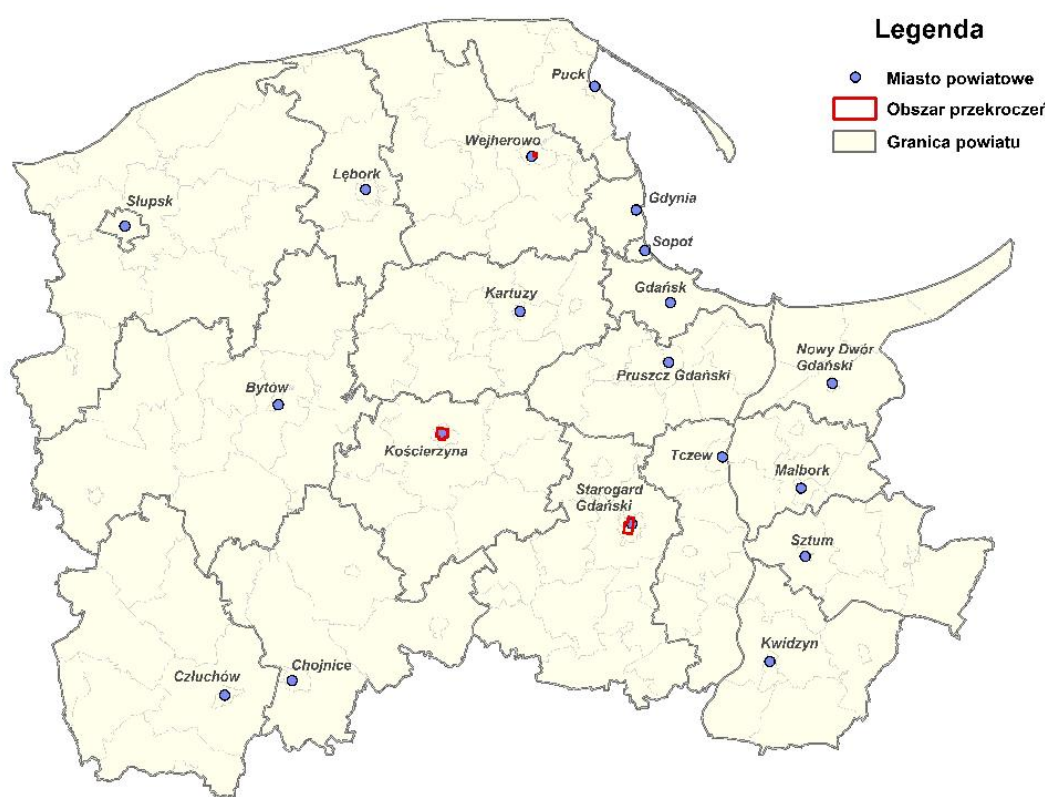 Legenda
Miasto powiatowe
Obszar przekroczeń
Granica powiatu
Puck
Wejherowo
Lębork
Słupsk
Gdynia
Sopot
Gdańsk
Kartuzy
Nowy Dwór
Gdański
Pruszcz Gdański
Bytów
Kościerzyna
Tczew
Malbork
Starogard
Gdański
Sztum
Kwidzyn
Chojnice
Człuchów